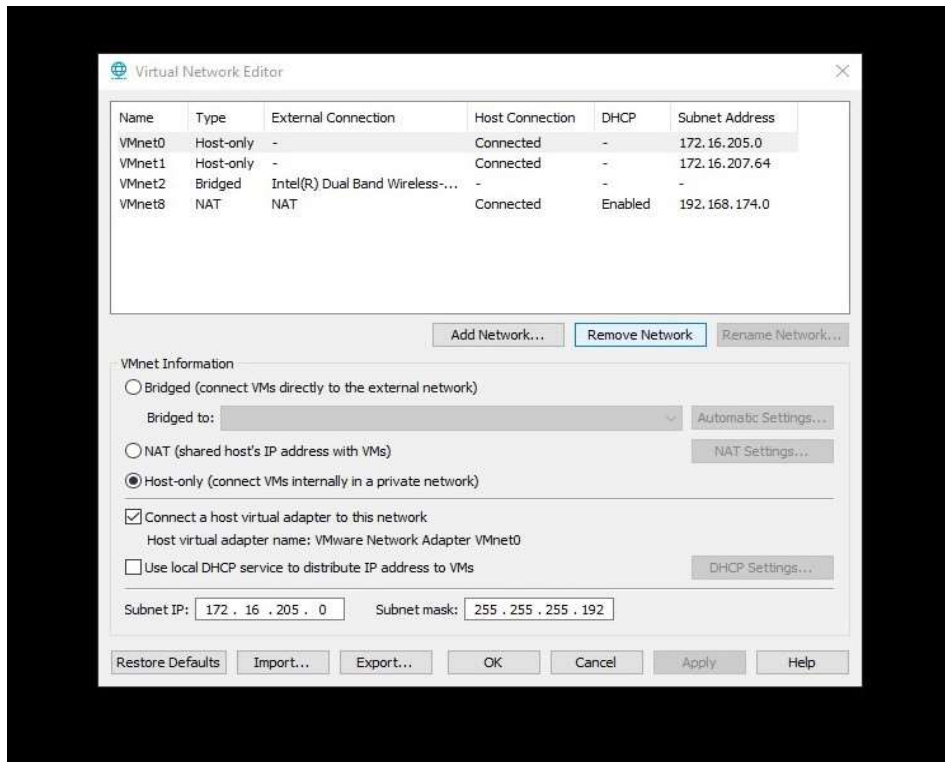 Virtual Network Editor
Name Type External Connection Host Connection DHCP Subnet Address
VMnet0 Host-only - Connected - 172.16.205.0
VMnet1 Host-only - Connected - 172.16.207.64
VMnet2 Bridged Intel(R) Dual Band Wireless-... - - -
VMnet8 NAT NAT Connected Enabled 192.168.174.0
Add Network... Remove Network Rename Network...
VMnet Information
Bridged (connect VMs directly to the external network)
Bridged to: Automatic Settings...
NAT (shared host's IP address with VMs) NAT Settings...
Host-only (connect VMs internally in a private network)
Connect a host virtual adapter to this network
Host virtual adapter name: VMware Network Adapter VMnet0
Use local DHCP service to distribute IP address to VMs DHCP Settings...
Subnet IP: 172 . 16 . 205 . 0 Subnet mask: 255 . 255 . 255 . 192
Restore Defaults Import... Export... OK Cancel Apply Help